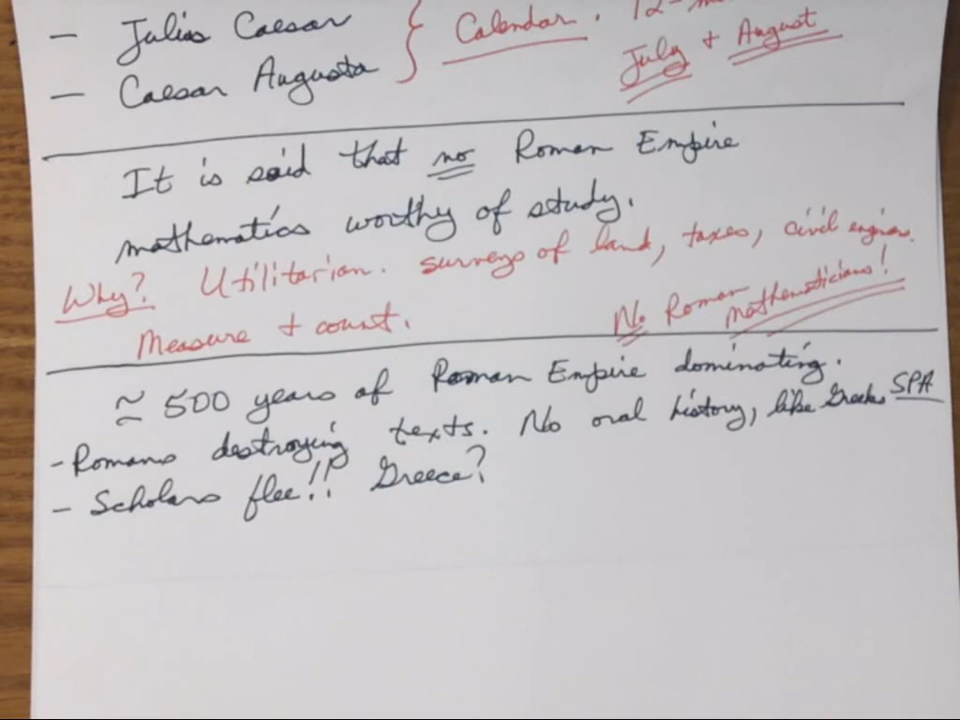 — Julius Caesar } Calendar. 12-m
— Caesar Augusta
July + August
It is said that no Roman Empire
mathematics worthy of study.
Why? Utilitarian. surveys of land, taxes, civil engineer.
Measure + count. No Roman mathematicians!
≈ 500 years of Roman Empire dominating.
- Romans destroying texts. No oral history, like Greeks SPA
- Scholars flee!! Greece?